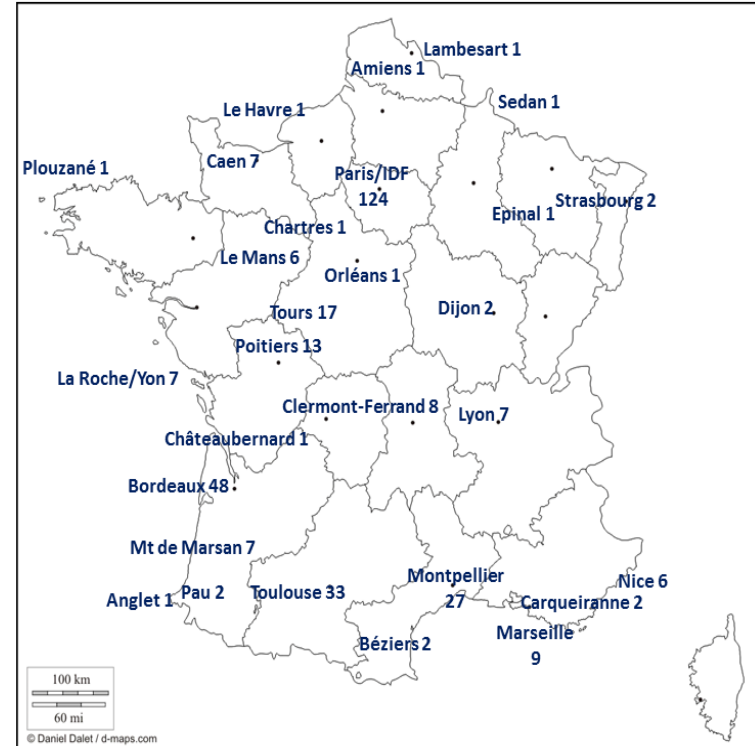 Lambesart 1
Amiens 1
Sedan 1
Le Havre 1
Caen 7
Plouzané 1
Paris/IDF
124
Strasbourg 2
Epinal 1
Chartres 1
Le Mans 6
Orléans 1
Tours 17
Dijon 2
Poitiers 13
La Roche/Yon 7
Clermont-Ferrand 8
Lyon 7
Châteaubernard 1
Bordeaux 48
Mt de Marsan 7
Montpellier
27
Nice 6
Anglet 1
Pau 2
Toulouse 33
Carqueiranne 2
Marseille
9
Béziers 2
100 km
60 mi
© Daniel Dalet / d-maps.com